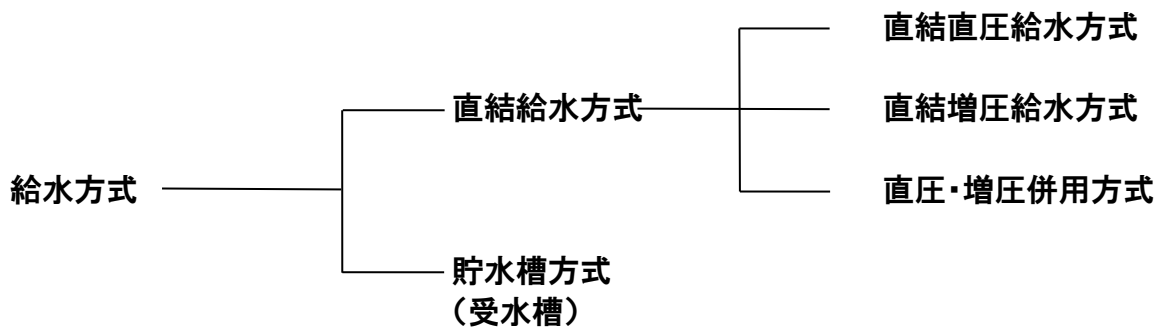 直結直圧給水方式
直結給水方式
直結増圧給水方式
給水方式
直圧・増圧併用方式
貯水槽方式
（受水槽）